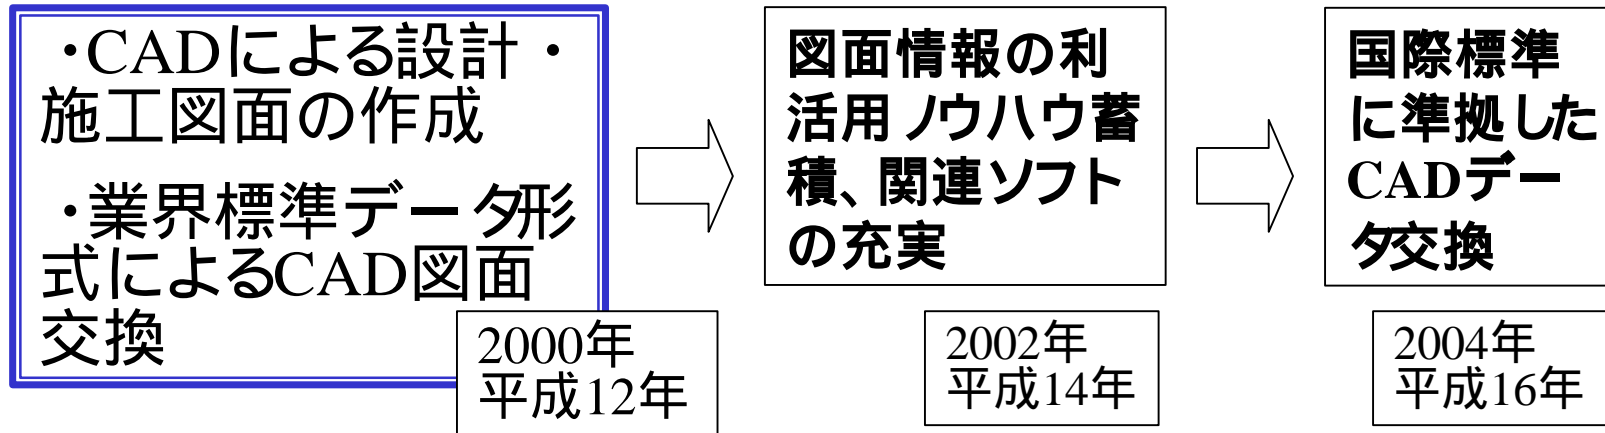 ・CADによる設計・
施工図面の作成
・業界標準データ形
式によるCAD図面
交換
2000年
平成12年
図面情報の利
活用ノウハウ蓄
積、関連ソフト
の充実
2002年
平成14年
国際標準
に準拠した
CADデー
タ交換
2004年
平成16年